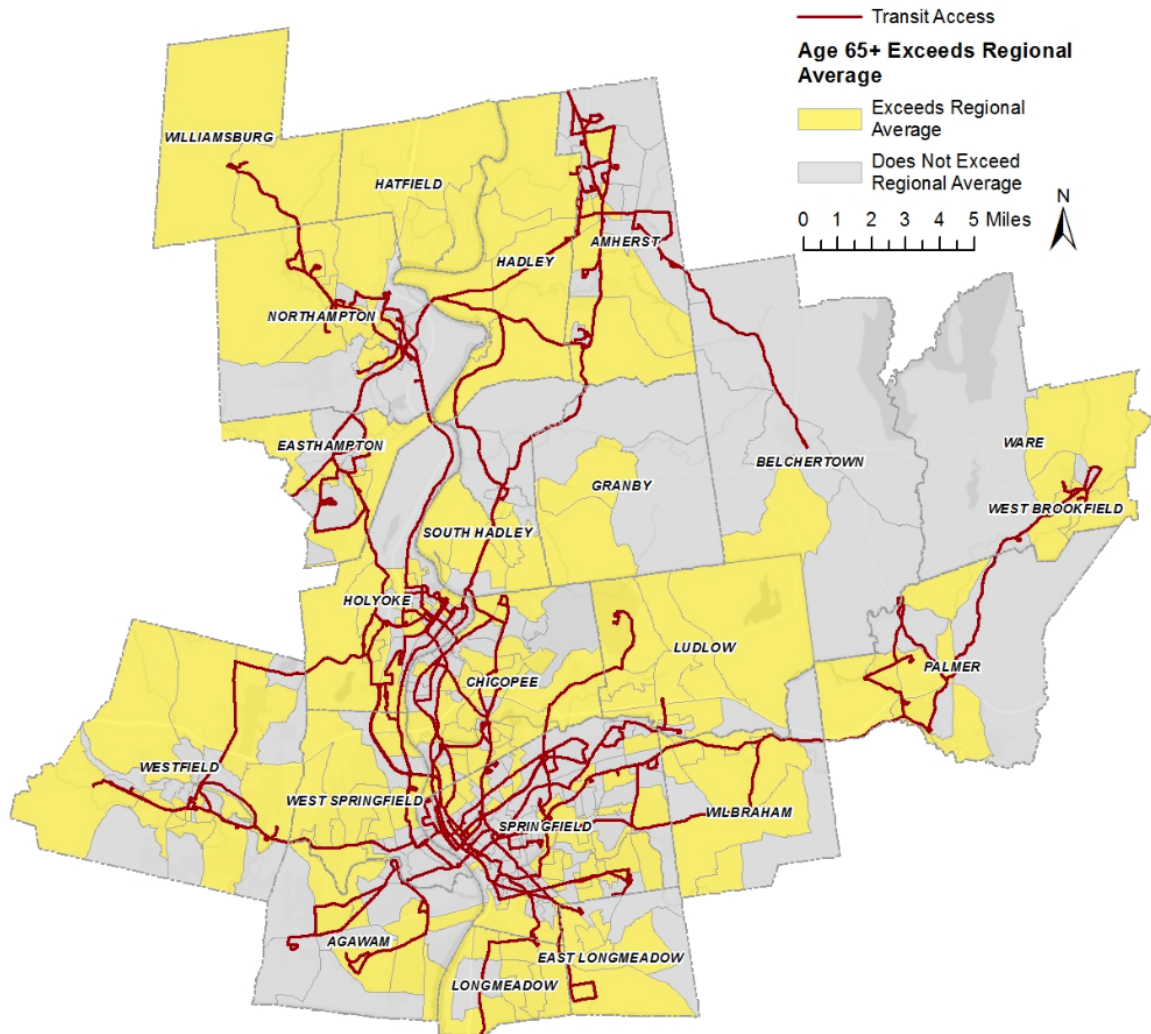 Transit Access
Age 65+ Exceeds Regional
Average
Exceeds Regional
Average
Does Not Exceed
Regional Average
0 1 2 3 4 5 Miles
N
WILLIAMSBURG
HATFIELD
HADLEY
AMHERST
NORTHAMPTON
EASTHAMPTON
WARE
BELCHERTOWN
GRANBY
WEST BROOKFIELD
SOUTH HADLEY
HOLYOKE
LUDLOW
PALMER
CHICOPEE
WESTFIELD
WEST SPRINGFIELD
WILBRAHAM
SPRINGFIELD
AGAWAM
EAST LONGMEADOW
LONGMEADOW